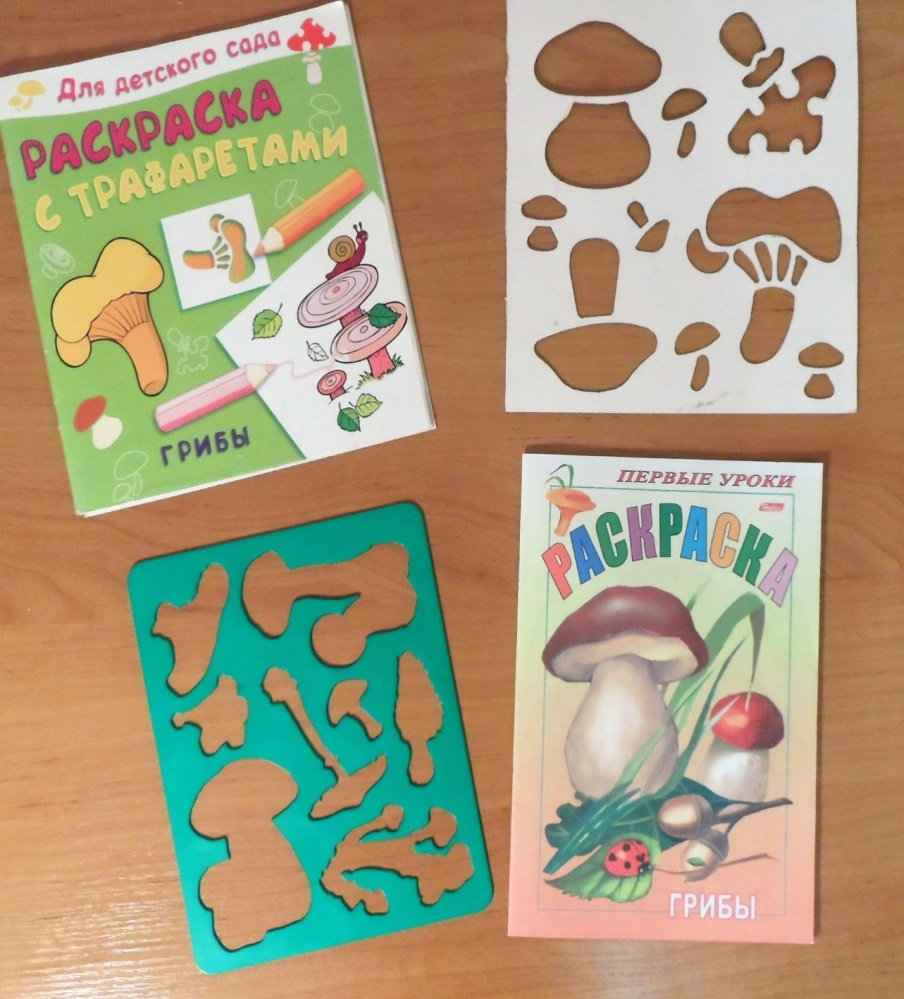 Для детского сада
РАСКРАСКА
С ТРАФАРЕТАМИ
ГРИБЫ
ПЕРВЫЕ УРОКИ
РАСКРАСКА
ГРИБЫ